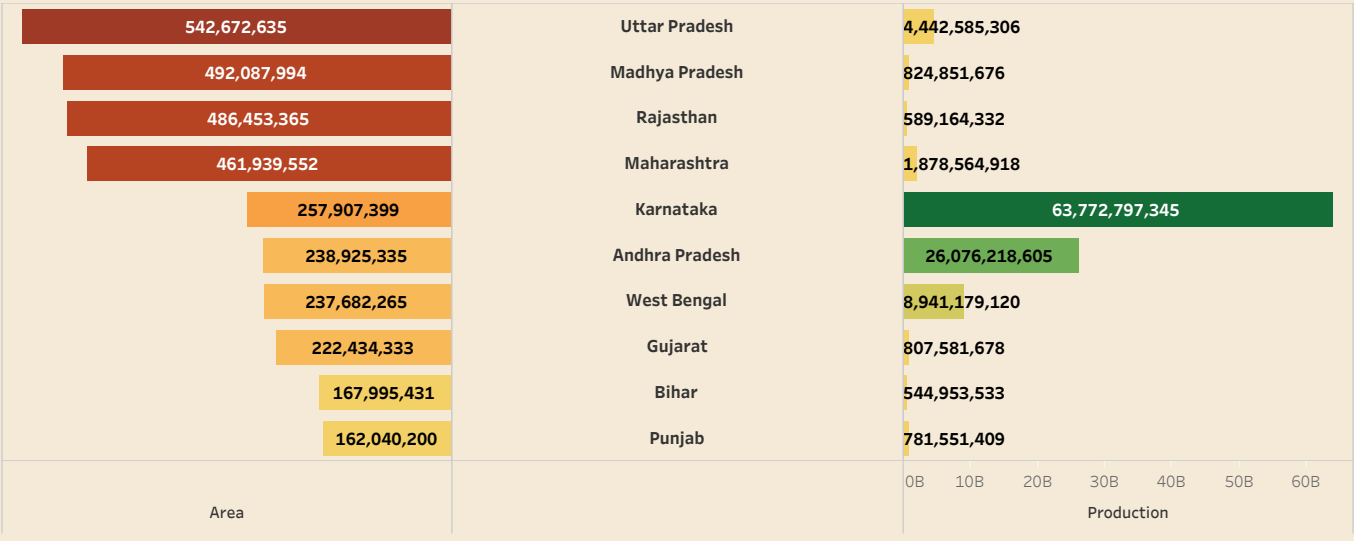 542,672,635 Uttar Pradesh 4,442,585,306
492,087,994 Madhya Pradesh 824,851,676
486,453,365 Rajasthan 589,164,332
461,939,552 Maharashtra 1,878,564,918
257,907,399 Karnataka 63,772,797,345
238,925,335 Andhra Pradesh 26,076,218,605
237,682,265 West Bengal 8,941,179,120
222,434,333 Gujarat 807,581,678
167,995,431 Bihar 544,953,533
162,040,200 Punjab 781,551,409
0B 10B 20B 30B 40B 50B 60B
Area Production